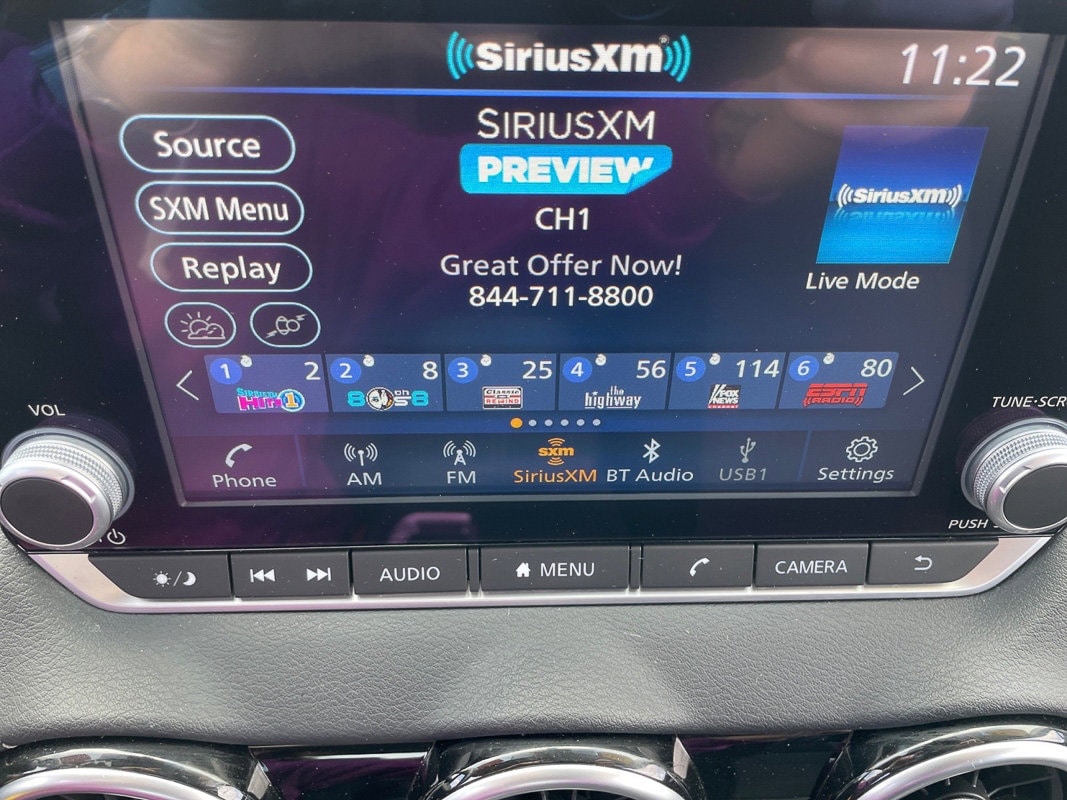 SiriusXM
11:22
Source
SXM Menu
Replay
SIRIUSXM
PREVIEW
CH1
Great Offer Now!
844-711-8800
SiriusXM
Live Mode
1 2
2 8
3 25
4 56
5 114
6 80
SiriusXM
Hits 1
80s on 8
Classic
REWIND
the
highway
FOX
NEWS
channel
ESPN
RADIO
VOL
TUNE·SCR
Phone
AM
FM
sxm
SiriusXM
BT Audio
USB1
Settings
PUSH
AUDIO
MENU
CAMERA